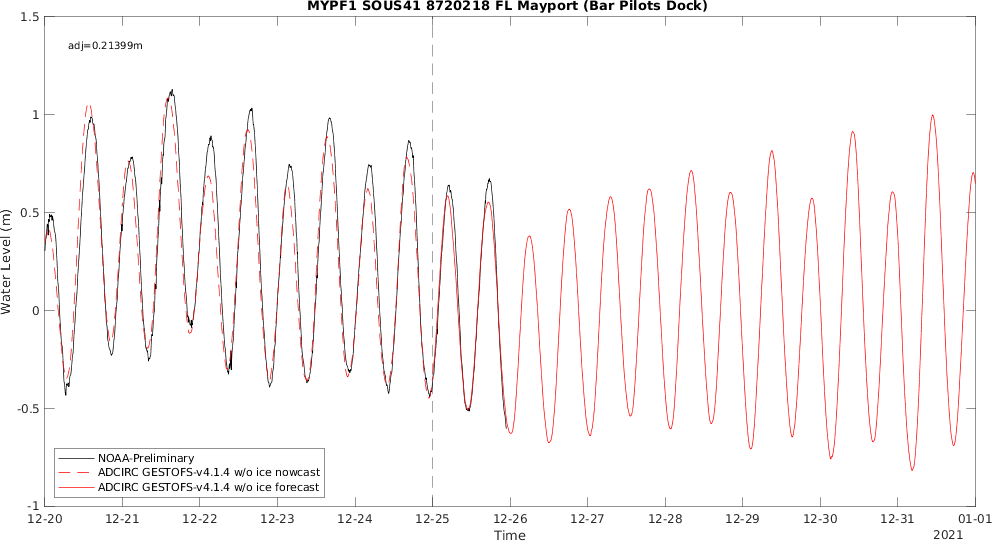 MYPF1 SOUS41 8720218 FL Mayport (Bar Pilots Dock)
1.5
adj=0.21399m
1
0.5
Water Level (m)
0
-0.5
NOAA-Preliminary
ADCIRC GESTOFS-v4.1.4 w/o ice nowcast
ADCIRC GESTOFS-v4.1.4 w/o ice forecast
-1
12-20 12-21 12-22 12-23 12-24 12-25 12-26 12-27 12-28 12-29 12-30 12-31 01-01
Time
2021